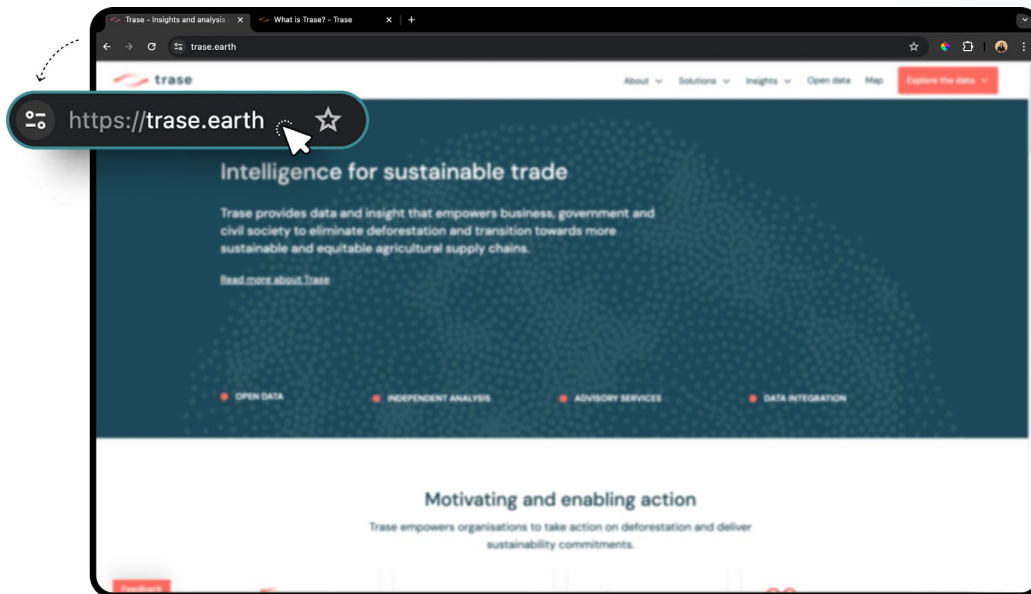 Trase - Insights and analysis
What is Trase? - Trase
trase.earth
trase
About
Solutions
Insights
Open data
Map
Explore the data
https://trase.earth
Intelligence for sustainable trade
Trase provides data and insight that empowers business, government and
civil society to eliminate deforestation and transition towards more
sustainable and equitable agricultural supply chains.
Read more about Trase
OPEN DATA
INDEPENDENT ANALYSIS
ADVISORY SERVICES
DATA INTEGRATION
Motivating and enabling action
Trase empowers organisations to take action on deforestation and deliver
sustainability commitments.
Feedback